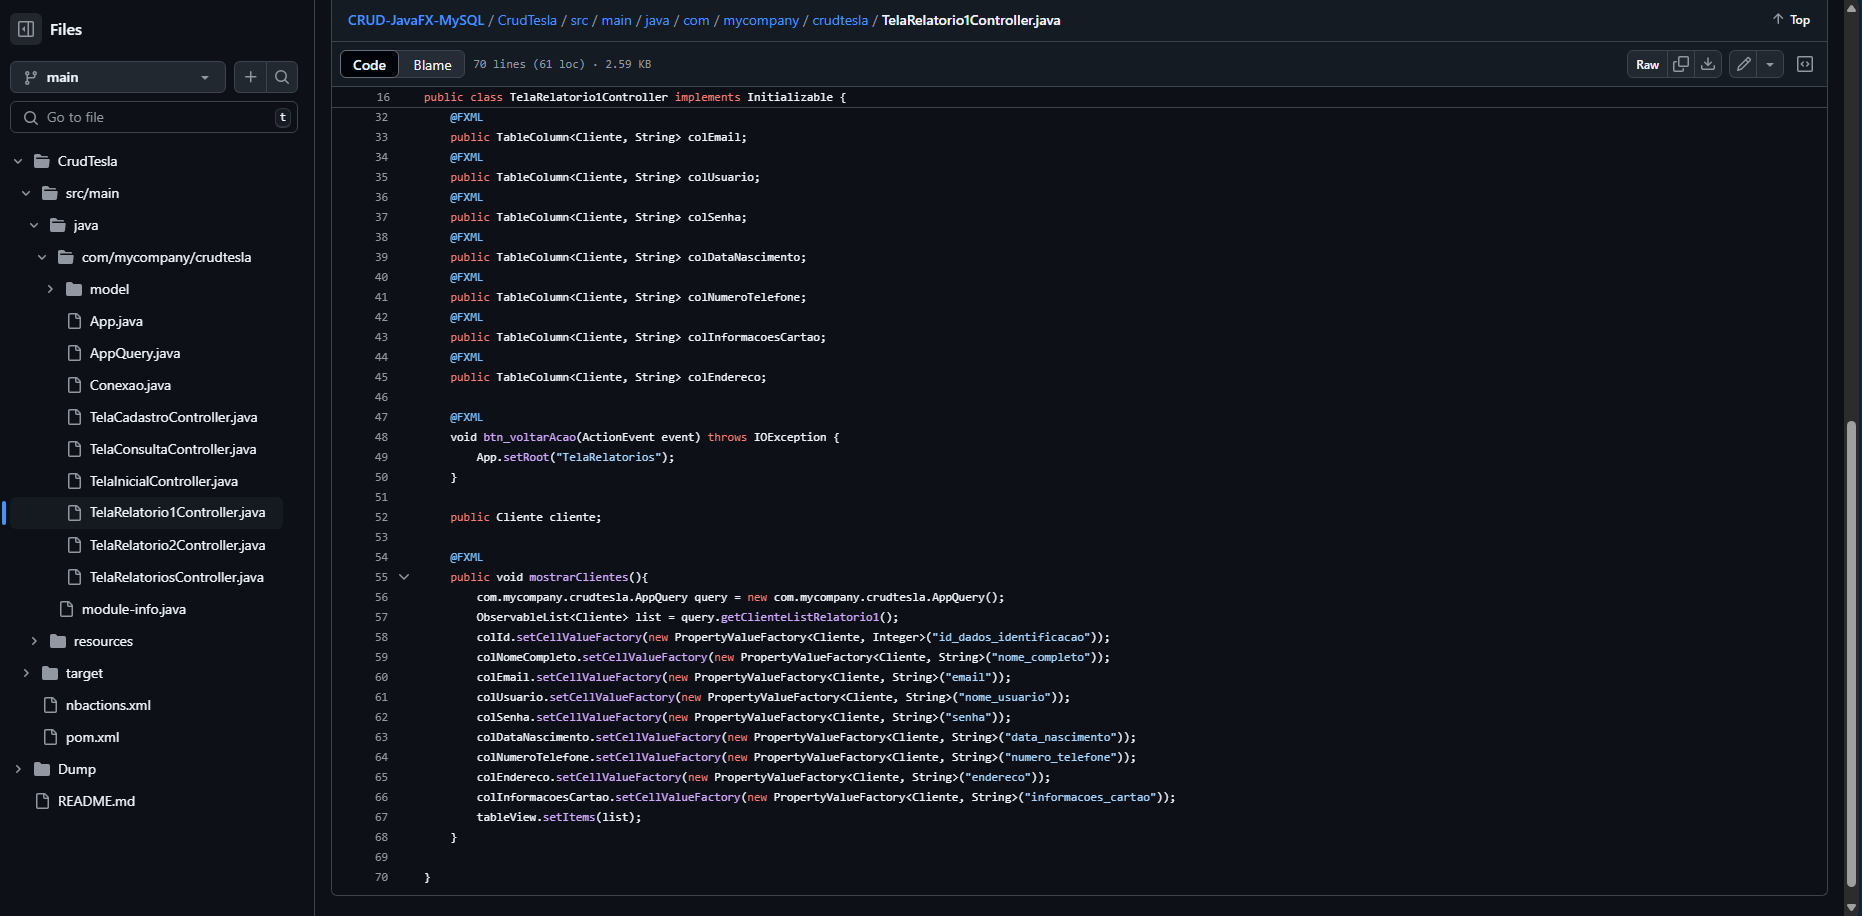 Files
main
Go to file
t
CrudTesla
src/main
java
com/mycompany/crudtesla
model
App.java
AppQuery.java
Conexao.java
TelaCadastroController.java
TelaConsultaController.java
TelaInicialController.java
TelaRelatorio1Controller.java
TelaRelatorio2Controller.java
TelaRelatoriosController.java
module-info.java
resources
target
nbactions.xml
pom.xml
Dump
README.md
CRUD-JavaFX-MySQL / CrudTesla / src / main / java / com / mycompany / crudtesla / TelaRelatorio1Controller.java
Top
Code Blame 70 lines (61 loc) · 2.59 KB
Raw
16 public class TelaRelatorio1Controller implements Initializable {
32 @FXML
33 public TableColumn<Cliente, String> colEmail;
34 @FXML
35 public TableColumn<Cliente, String> colUsuario;
36 @FXML
37 public TableColumn<Cliente, String> colSenha;
38 @FXML
39 public TableColumn<Cliente, String> colDataNascimento;
40 @FXML
41 public TableColumn<Cliente, String> colNumeroTelefone;
42 @FXML
43 public TableColumn<Cliente, String> colInformacoesCartao;
44 @FXML
45 public TableColumn<Cliente, String> colEndereco;
46
47 @FXML
48 void btn_voltarAcao(ActionEvent event) throws IOException {
49 App.setRoot("TelaRelatorios");
50 }
51
52 public Cliente cliente;
53
54 @FXML
55 public void mostrarClientes(){
56 com.mycompany.crudtesla.AppQuery query = new com.mycompany.crudtesla.AppQuery();
57 ObservableList<Cliente> list = query.getClienteListRelatorio1();
58 colId.setCellValueFactory(new PropertyValueFactory<Cliente, Integer>("id_dados_identificacao"));
59 colNomeCompleto.setCellValueFactory(new PropertyValueFactory<Cliente, String>("nome_completo"));
60 colEmail.setCellValueFactory(new PropertyValueFactory<Cliente, String>("email"));
61 colUsuario.setCellValueFactory(new PropertyValueFactory<Cliente, String>("nome_usuario"));
62 colSenha.setCellValueFactory(new PropertyValueFactory<Cliente, String>("senha"));
63 colDataNascimento.setCellValueFactory(new PropertyValueFactory<Cliente, String>("data_nascimento"));
64 colNumeroTelefone.setCellValueFactory(new PropertyValueFactory<Cliente, String>("numero_telefone"));
65 colEndereco.setCellValueFactory(new PropertyValueFactory<Cliente, String>("endereco"));
66 colInformacoesCartao.setCellValueFactory(new PropertyValueFactory<Cliente, String>("informacoes_cartao"));
67 tableView.setItems(list);
68 }
69
70 }